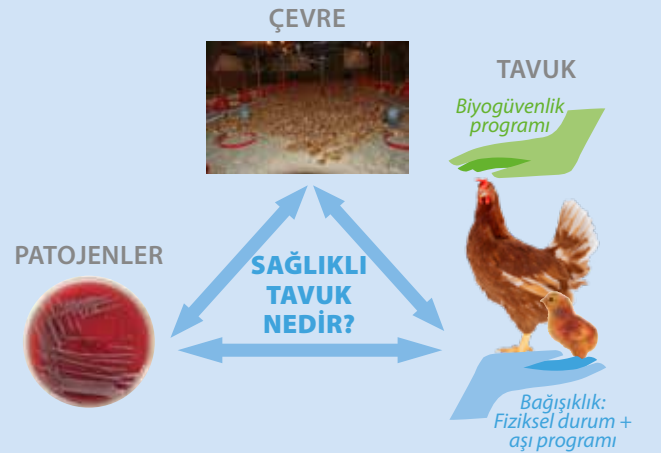 ÇEVRE
TAVUK
Biyogüvenlik
programı
PATOJENLER
SAĞLIKLI
TAVUK
NEDİR?
Bağışıklık:
Fiziksel durum +
aşı programı